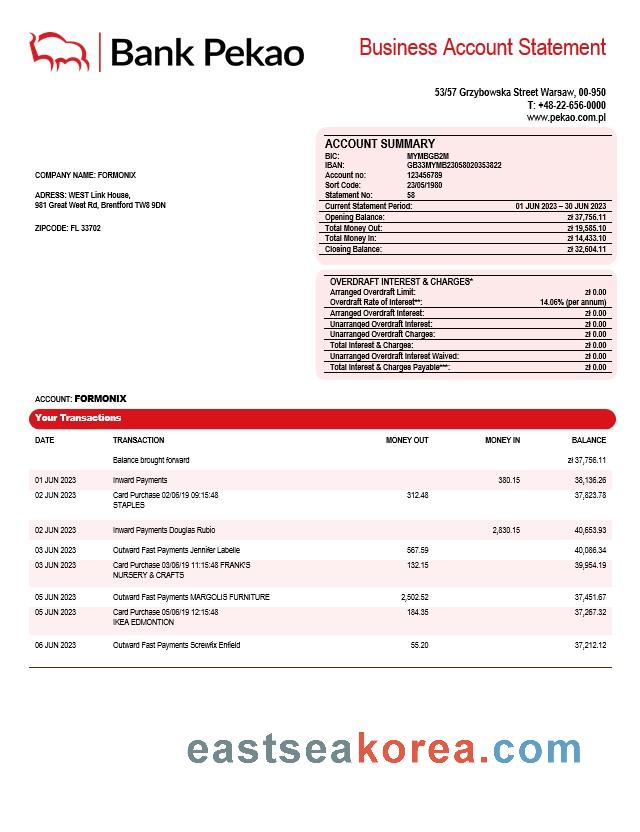 Bank Pekao
Business Account Statement
53/57 Grzybowska Street Warsaw, 00-950
T: +48-22-656-0000
www.pekao.com.pl
ACCOUNT SUMMARY
BIC: MYMBGB2M
IBAN: GB33MYMB23058020353822
Account no: 123456789
Sort Code: 23/05/1980
Statement No: 58
Current Statement Period: 01 JUN 2023 – 30 JUN 2023
Opening Balance: zł 37,756.11
Total Money Out: zł 19,585.10
Total Money In: zł 14,433.10
Closing Balance: zł 32,604.11
COMPANY NAME: FORMONIX
ADRESS: WEST Link House,
981 Great West Rd, Brentford TW8 9DN
ZIPCODE: FL 33702
OVERDRAFT INTEREST & CHARGES*
Arranged Overdraft Limit: zł 0.00
Overdraft Rate of Interest**: 14.06% (per annum)
Arranged Overdraft Interest: zł 0.00
Unarranged Overdraft Interest: zł 0.00
Unarranged Overdraft Charges: zł 0.00
Total Interest & Charges: zł 0.00
Unarranged Overdraft Interest Waived: zł 0.00
Total Interest & Charges Payable***: zł 0.00
ACCOUNT: FORMONIX
Your Transactions
DATE TRANSACTION MONEY OUT MONEY IN BALANCE
Balance brought forward zł 37,756.11
01 JUN 2023 Inward Payments 380.15 38,136.26
02 JUN 2023 Card Purchase 02/06/19 09:15:48 312.48 37,823.78
STAPLES
02 JUN 2023 Inward Payments Douglas Rubio 2,830.15 40,653.93
03 JUN 2023 Outward Fast Payments Jennifer Labelle 567.59 40,086.34
03 JUN 2023 Card Purchase 03/06/19 11:15:48 FRANK'S 132.15 39,954.19
NURSERY & CRAFTS
05 JUN 2023 Outward Fast Payments MARGOLIS FURNITURE 2,502.52 37,451.67
05 JUN 2023 Card Purchase 05/06/19 12:15:48 184.35 37,267.32
IKEA EDMONTION
06 JUN 2023 Outward Fast Payments Screwfix Enfield 55.20 37,212.12
eastseakorea.com